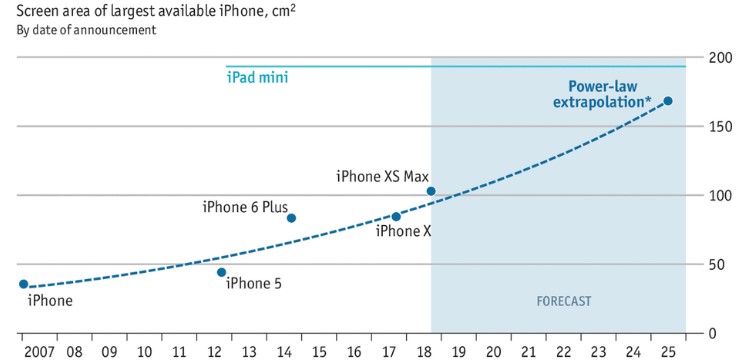 Screen area of largest available iPhone, cm²
By date of announcement
200
iPad mini
Power-law
extrapolation*
150
iPhone XS Max
100
iPhone 6 Plus
iPhone X
50
iPhone 5
iPhone
FORECAST
0
2007 08 09 10 11 12 13 14 15 16 17 18 19 20 21 22 23 24 25